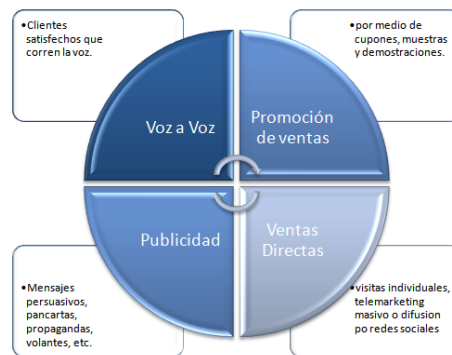 •Clientes
satisfechos que
corren la voz.
•por medio de
cupones, muestras
y demostraciones.
Voz a Voz
Promoción
de ventas
Publicidad
Ventas
Directas
•Mensajes
persuasivos,
pancartas,
propagandas,
volantes, etc.
•visitas individuales,
telemarketing
masivo o difusion
po redes sociales